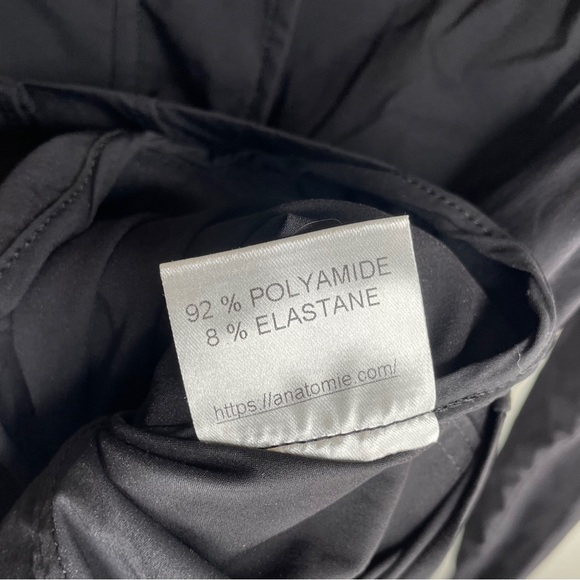 92 % POLYAMIDE
8 % ELASTANE
https://anatomie.com/